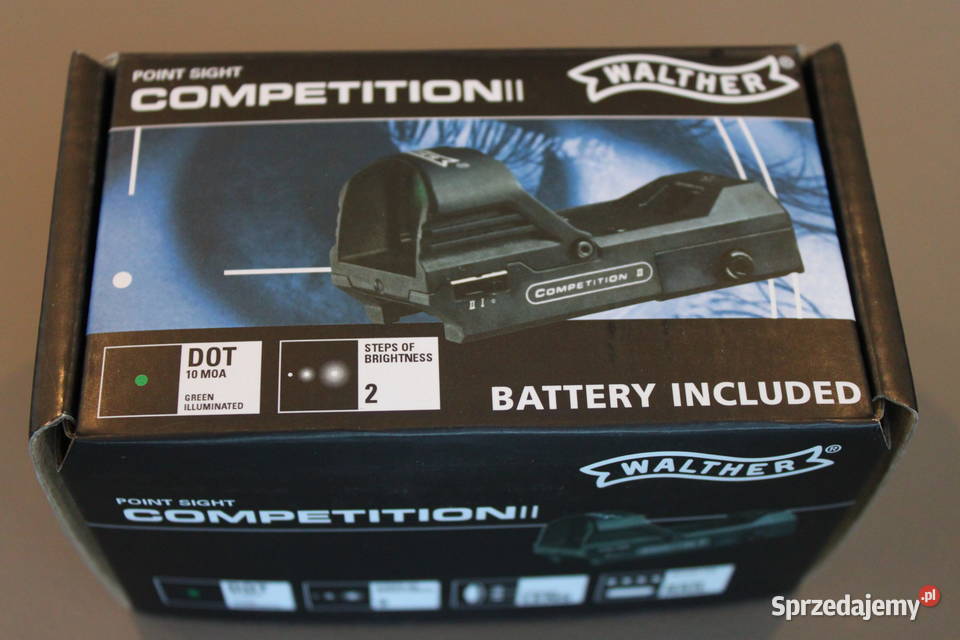 POINT SIGHT
COMPETITION II
WALTHER®
COMPETITION II
DOT
10 MOA
GREEN
ILLUMINATED
STEPS OF
BRIGHTNESS
2
BATTERY INCLUDED
WALTHER®
POINT SIGHT
COMPETITION II
DOT
Sprzedajemy.pl